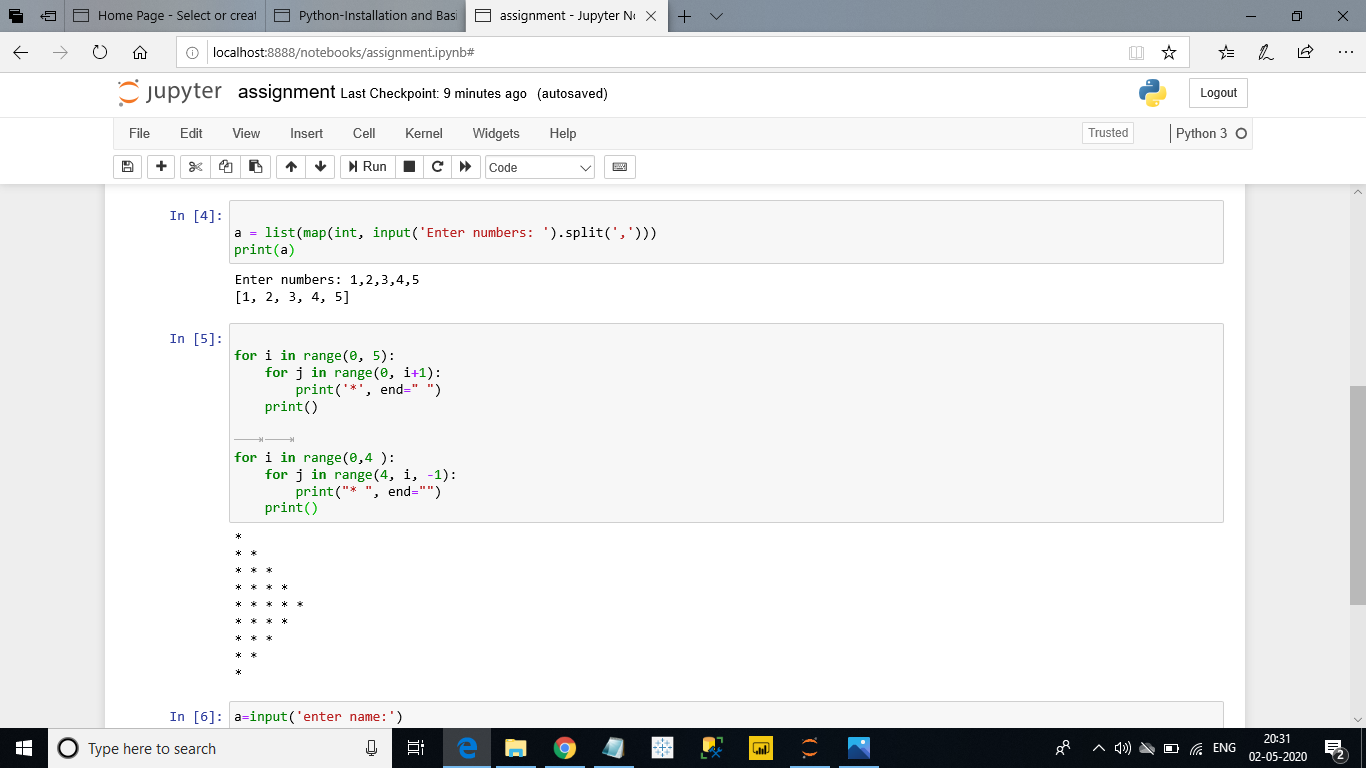 Home Page - Select or creat
Python-Installation and Basi
assignment - Jupyter No
localhost:8888/notebooks/assignment.ipynb#
jupyter assignment Last Checkpoint: 9 minutes ago (autosaved)
Logout
File Edit View Insert Cell Kernel Widgets Help
Trusted
Python 3
Run
Code
In [4]:
a = list(map(int, input('Enter numbers: ').split(',')))
print(a)
Enter numbers: 1,2,3,4,5
[1, 2, 3, 4, 5]
In [5]:
for i in range(0, 5):
    for j in range(0, i+1):
        print('*', end=" ")
    print()
for i in range(0,4 ):
    for j in range(4, i, -1):
        print("* ", end="")
    print()
*
* *
* * *
* * * *
* * * * *
* * * *
* * *
* *
*
In [6]: a=input('enter name:')
Type here to search
ENG
20:31
02-05-2020
2